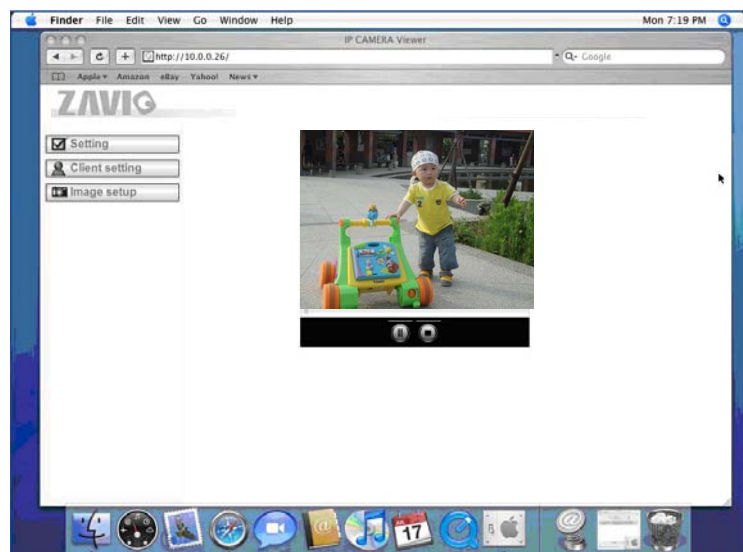 Finder File Edit View Go Window Help Mon 7:19 PM
IP CAMERA Viewer
http://10.0.0.26/
Google
Apple Amazon eBay Yahoo! News
ZAVIO
Setting
Client setting
Image setup
17